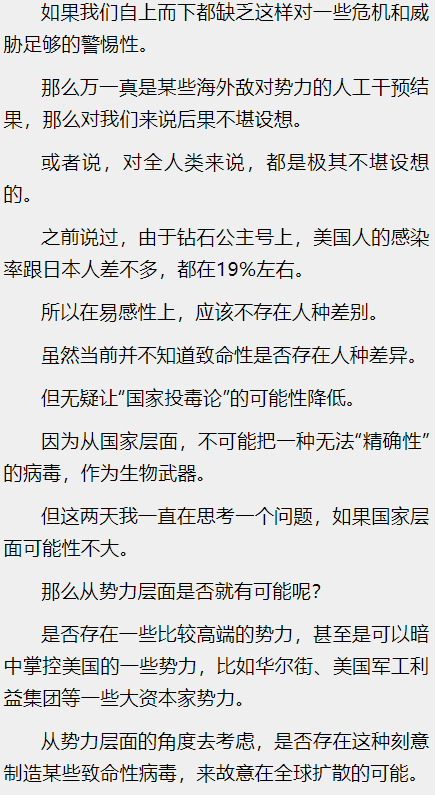 如果我们自上而下都缺乏这样对一些危机和威
胁足够的警惕性。
那么万一真是某些海外敌对势力的人工干预结
果，那么对我们来说后果不堪设想。
或者说，对全人类来说，都是极其不堪设想
的。
之前说过，由于钻石公主号上，美国人的感染
率跟日本人差不多，都在19%左右。
所以在易感性上，应该不存在人种差别。
虽然当前并不知道致命性是否存在人种差异。
但无疑让“国家投毒论”的可能性降低。
因为从国家层面，不可能把一种无法“精确性”
的病毒，作为生物武器。
但这两天我一直在思考一个问题，如果国家层
面可能性不大。
那么从势力层面是否就有可能呢？
是否存在一些比较高端的势力，甚至是可以暗
中掌控美国的一些势力，比如华尔街、美国军工利
益集团等一些大资本家势力。
从势力层面的角度去考虑，是否存在这种刻意
制造某些致命性病毒，来故意在全球扩散的可能。